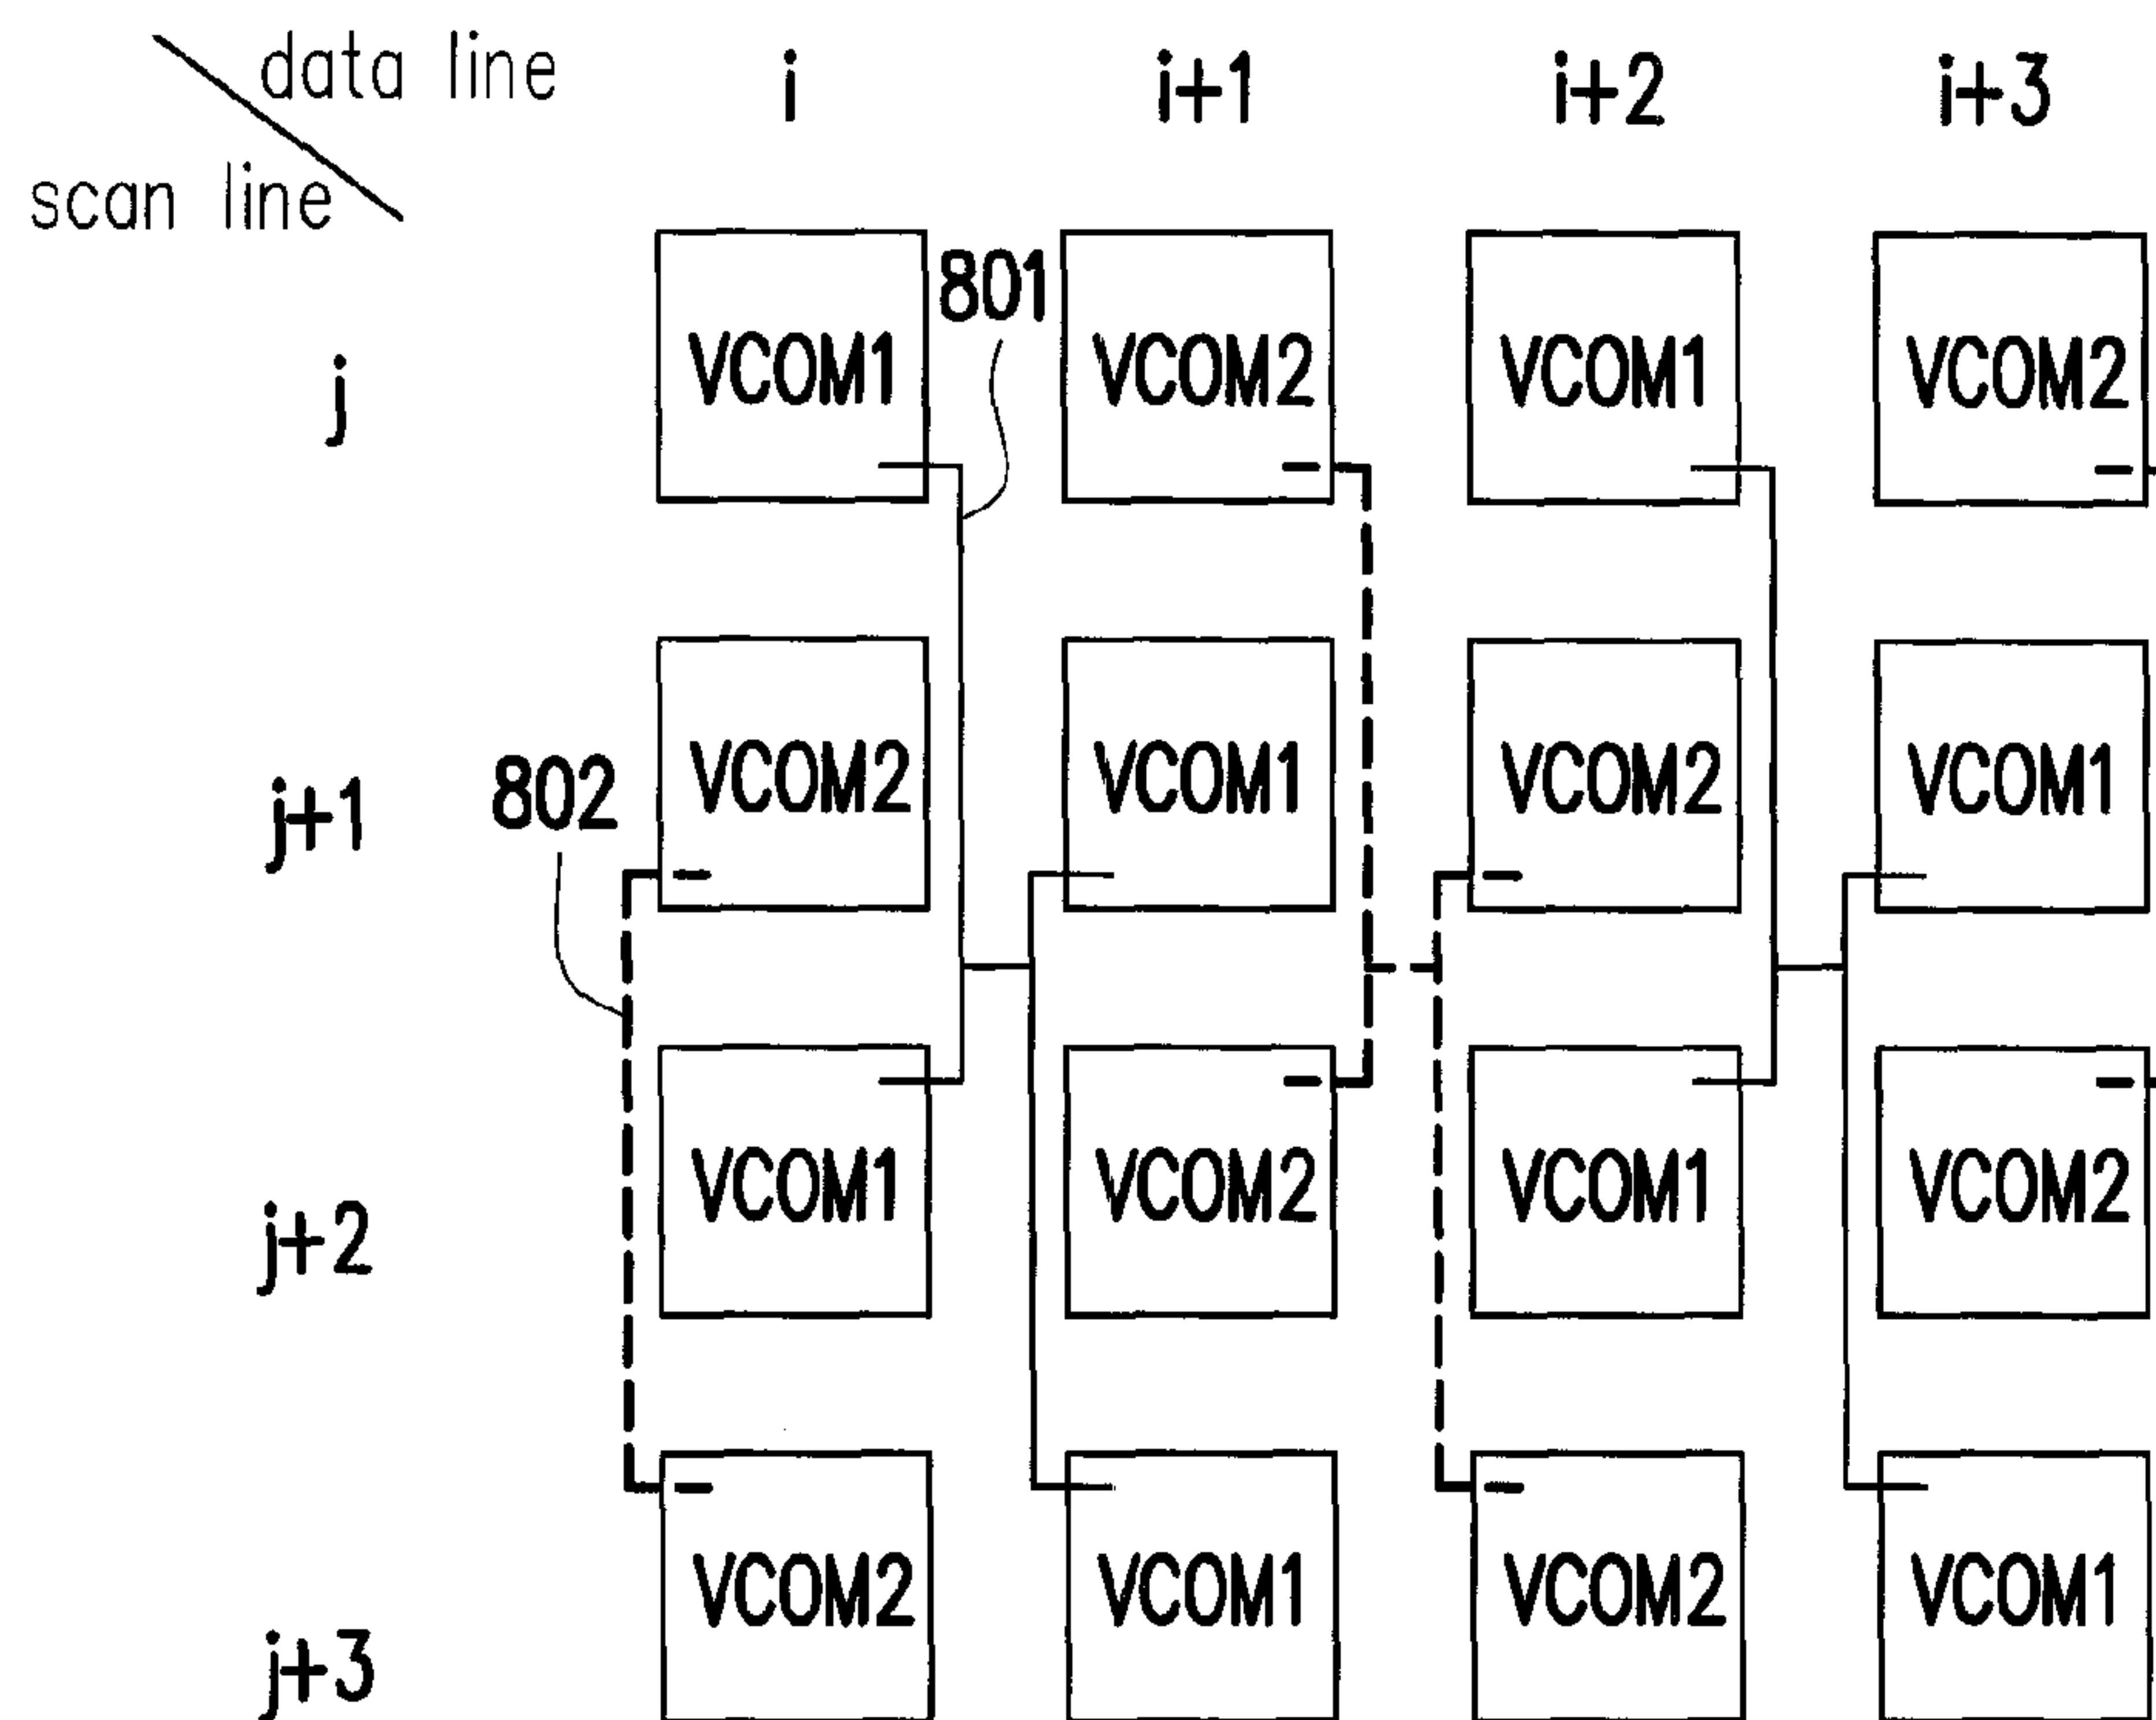 data line i i+1 i+2 i+3
scan line
801
VCOM1 VCOM2 VCOM1 VCOM2
j
802
VCOM2 VCOM1 VCOM2 VCOM1
j+1
VCOM1 VCOM2 VCOM1 VCOM2
j+2
VCOM2 VCOM1 VCOM2 VCOM1
j+3